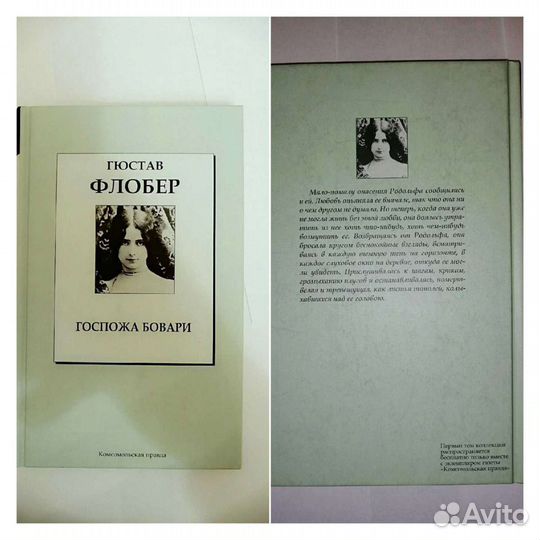 ГЮСТАВ
ФЛОБЕР
ГОСПОЖА БОВАРИ
Комсомольская правда
Мало-помалу опасения Родольфа сообщились
и ей. Любовь опьянила ее вначале, так что она ни
о чем другом не думала. Но теперь, когда она уже
не могла жить без этой любви, она боялась утра-
тить из нее хоть что-нибудь, хоть чем-нибудь
возмутить ее. Возвращаясь от Родольфа, она
бросала кругом беспокойные взгляды, всматри-
ваясь в каждую тень на горизонте, в
каждое слуховое окно на деревне, откуда ее мог-
ли увидеть. Прислушивалась к шагам, крикам,
громыханию плугов и останавливалась, помертв-
велая и трепещущая, как листья тополей, колы-
хавшихся над ее головою.
Первый том коллекции
распространяется
бесплатно только вместе
с экземпляром газеты
«Комсомольская правда»
Avito